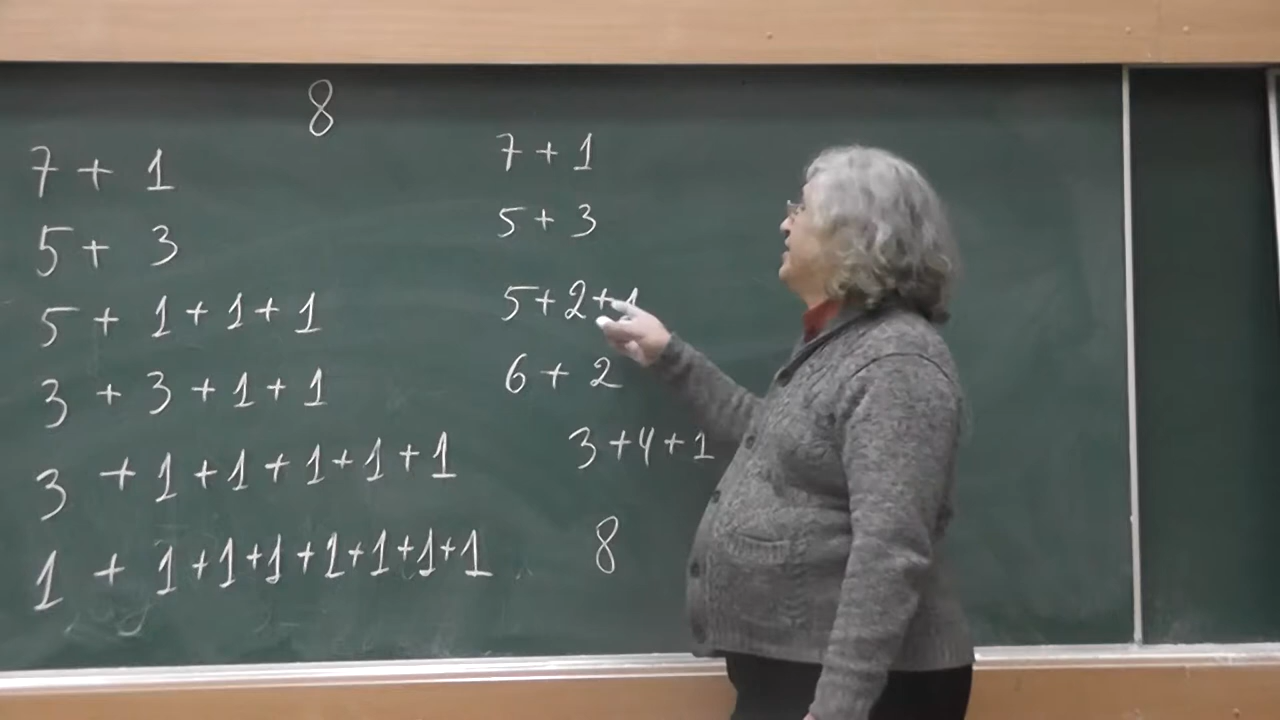 8
7 + 1
5 + 3
5 + 1 + 1 + 1
3 + 3 + 1 + 1
3 + 1 + 1 + 1 + 1 + 1
1 + 1 + 1 + 1 + 1 + 1 + 1 + 1
7 + 1
5 + 3
5 + 2 + 1
6 + 2
3 + 4 + 1
8